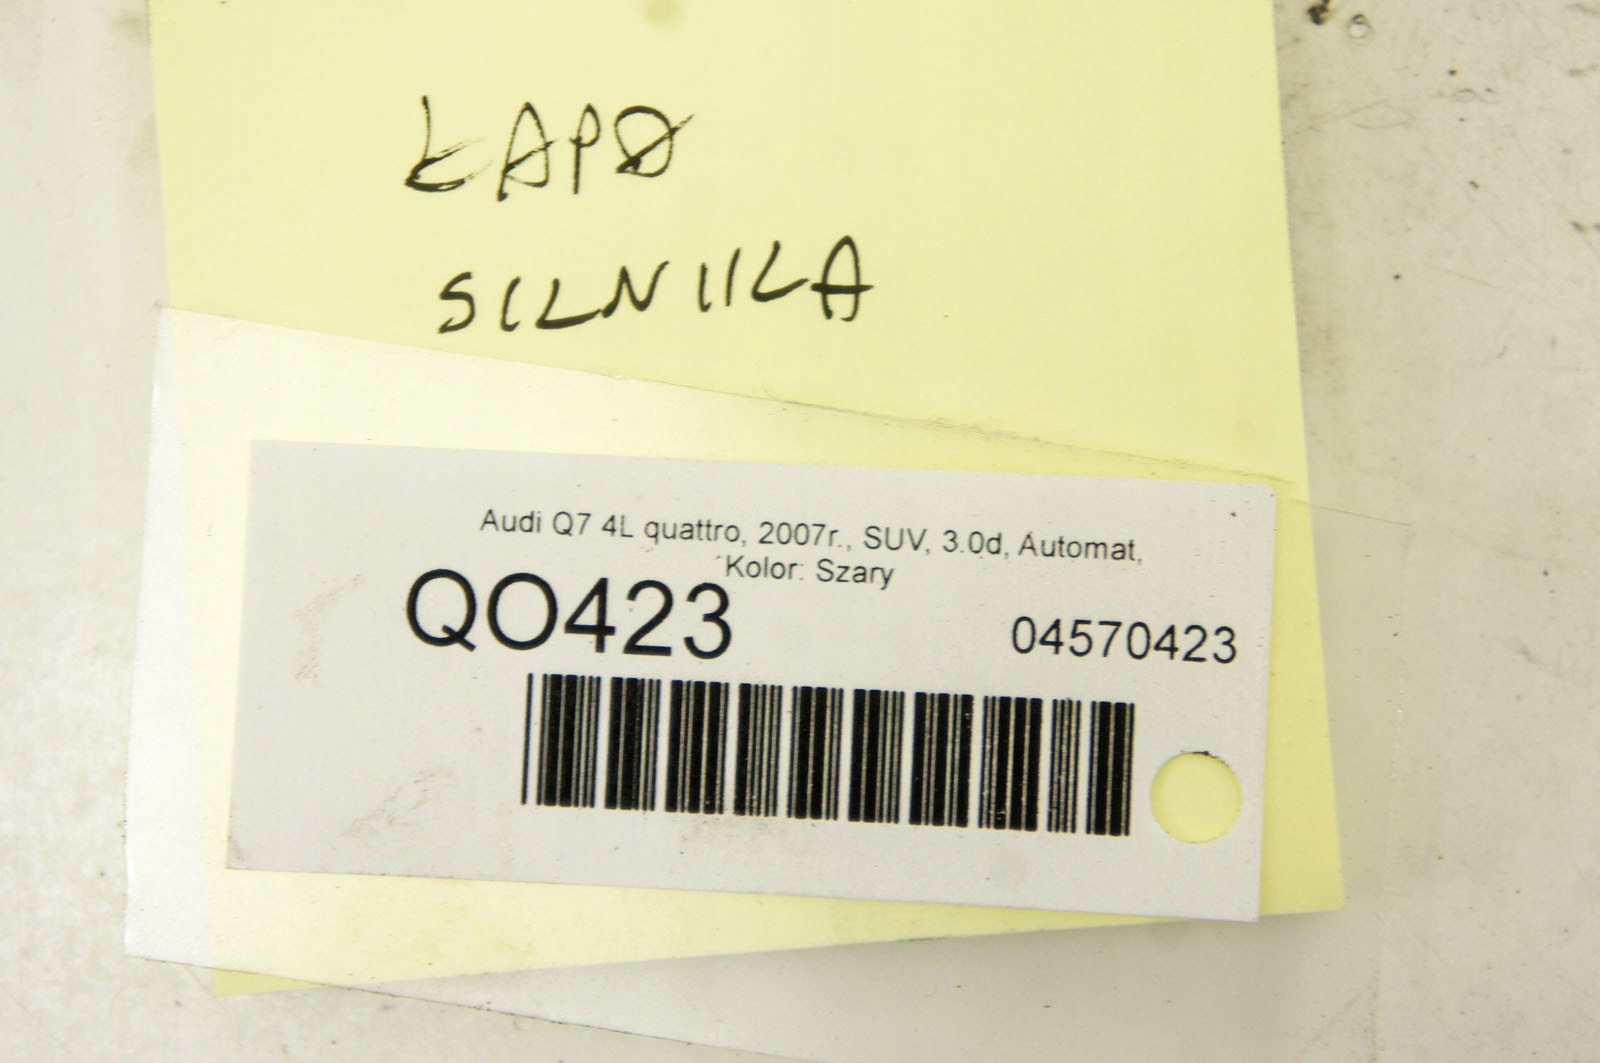 ŁAPA
SILNIKA
Audi Q7 4L quattro, 2007r., SUV, 3.0d, Automat,
Kolor: Szary
QO423
04570423